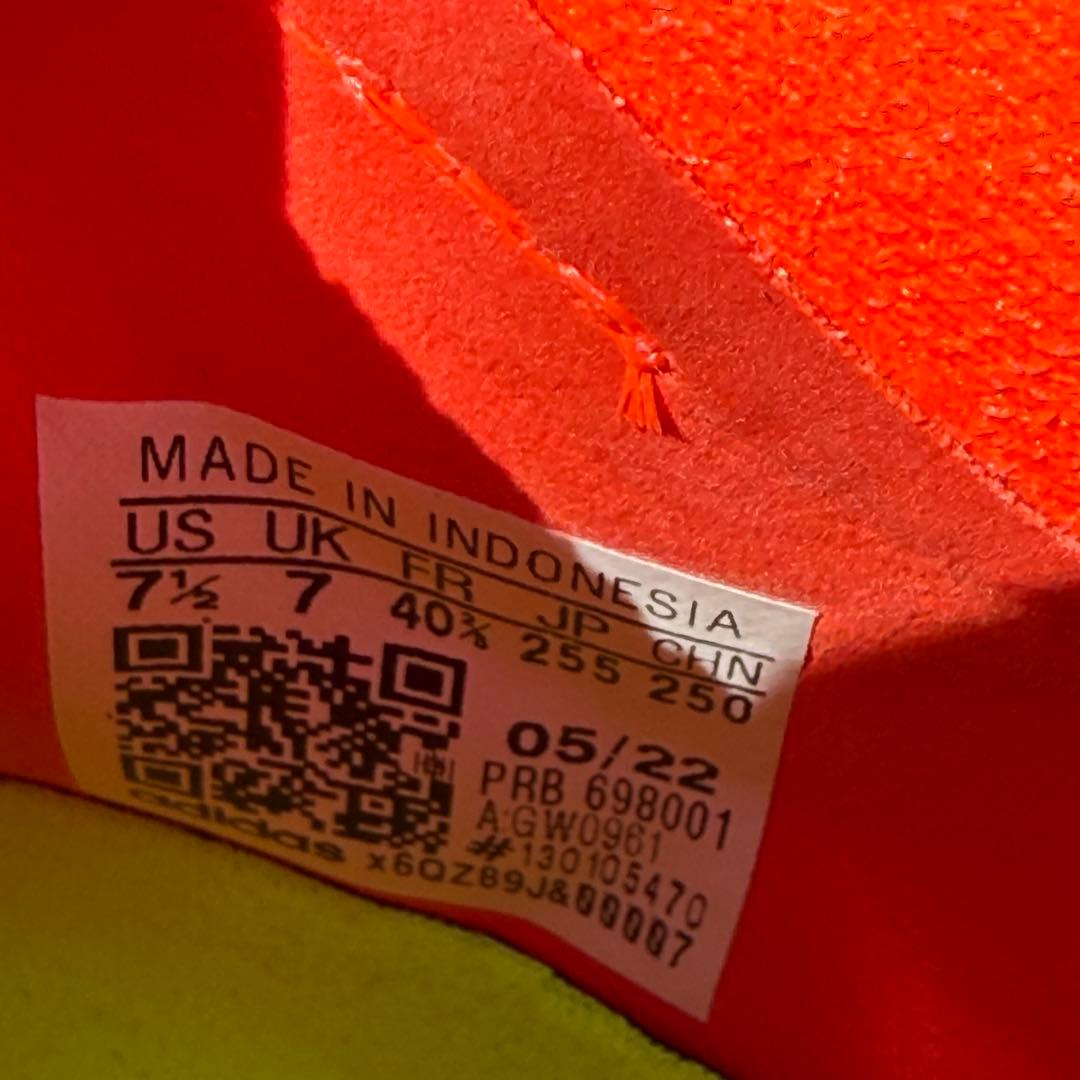 MADE IN INDONESIA
US UK FR JP CHN
7½ 7 40⅔ 255 250
05/22
PRB 698001
A:GW0961
#130105470
adidas x6QZB9J&00007